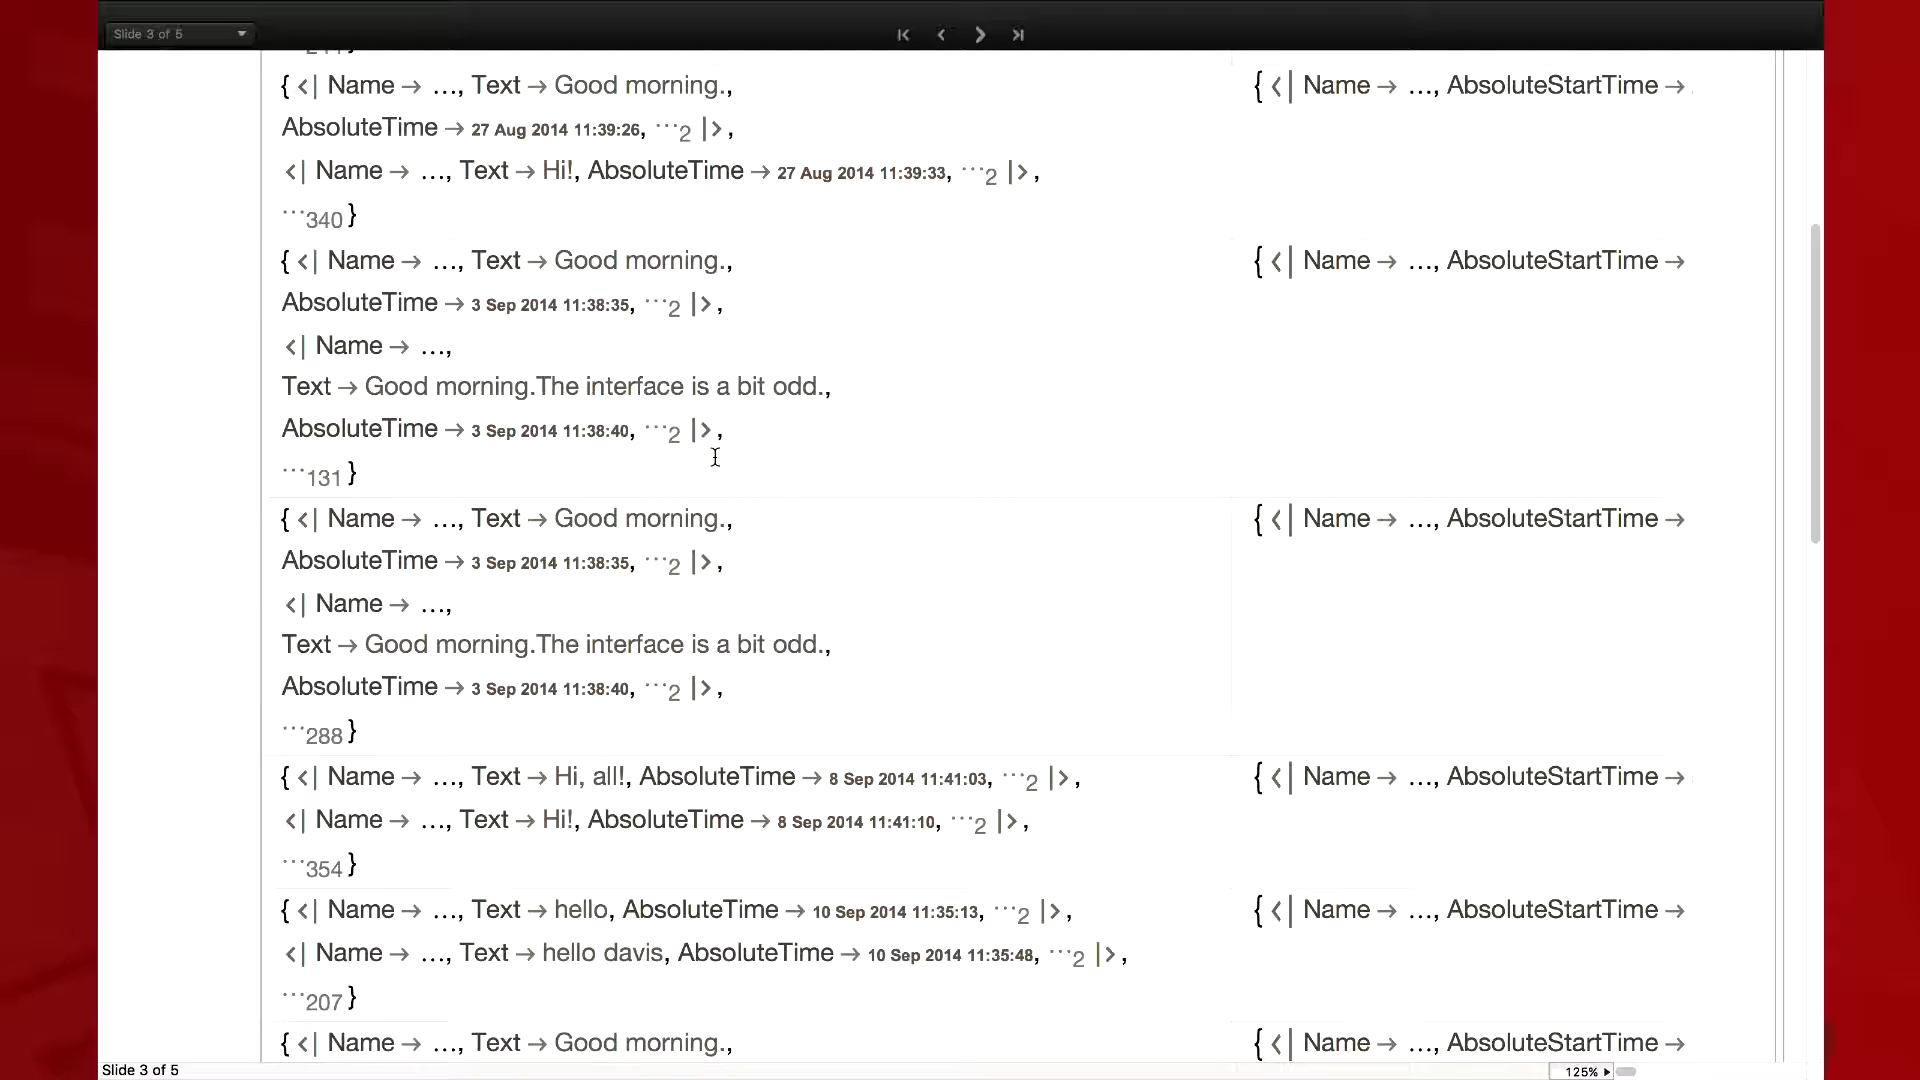 Slide 3 of 5
{ <| Name → …, Text → Good morning., { <| Name → …, AbsoluteStartTime →
AbsoluteTime → 27 Aug 2014 11:39:26, ⋯2 |>,
<| Name → …, Text → Hi!, AbsoluteTime → 27 Aug 2014 11:39:33, ⋯2 |>,
⋯340 }
{ <| Name → …, Text → Good morning., { <| Name → …, AbsoluteStartTime →
AbsoluteTime → 3 Sep 2014 11:38:35, ⋯2 |>,
<| Name → …,
Text → Good morning.The interface is a bit odd.,
AbsoluteTime → 3 Sep 2014 11:38:40, ⋯2 |>,
⋯131 }
{ <| Name → …, Text → Good morning., { <| Name → …, AbsoluteStartTime →
AbsoluteTime → 3 Sep 2014 11:38:35, ⋯2 |>,
<| Name → …,
Text → Good morning.The interface is a bit odd.,
AbsoluteTime → 3 Sep 2014 11:38:40, ⋯2 |>,
⋯288 }
{ <| Name → …, Text → Hi, all!, AbsoluteTime → 8 Sep 2014 11:41:03, ⋯2 |>, { <| Name → …, AbsoluteStartTime →
<| Name → …, Text → Hi!, AbsoluteTime → 8 Sep 2014 11:41:10, ⋯2 |>,
⋯354 }
{ <| Name → …, Text → hello, AbsoluteTime → 10 Sep 2014 11:35:13, ⋯2 |>, { <| Name → …, AbsoluteStartTime →
<| Name → …, Text → hello davis, AbsoluteTime → 10 Sep 2014 11:35:48, ⋯2 |>,
⋯207 }
{ <| Name → …, Text → Good morning., { <| Name → …, AbsoluteStartTime →
Slide 3 of 5 125%